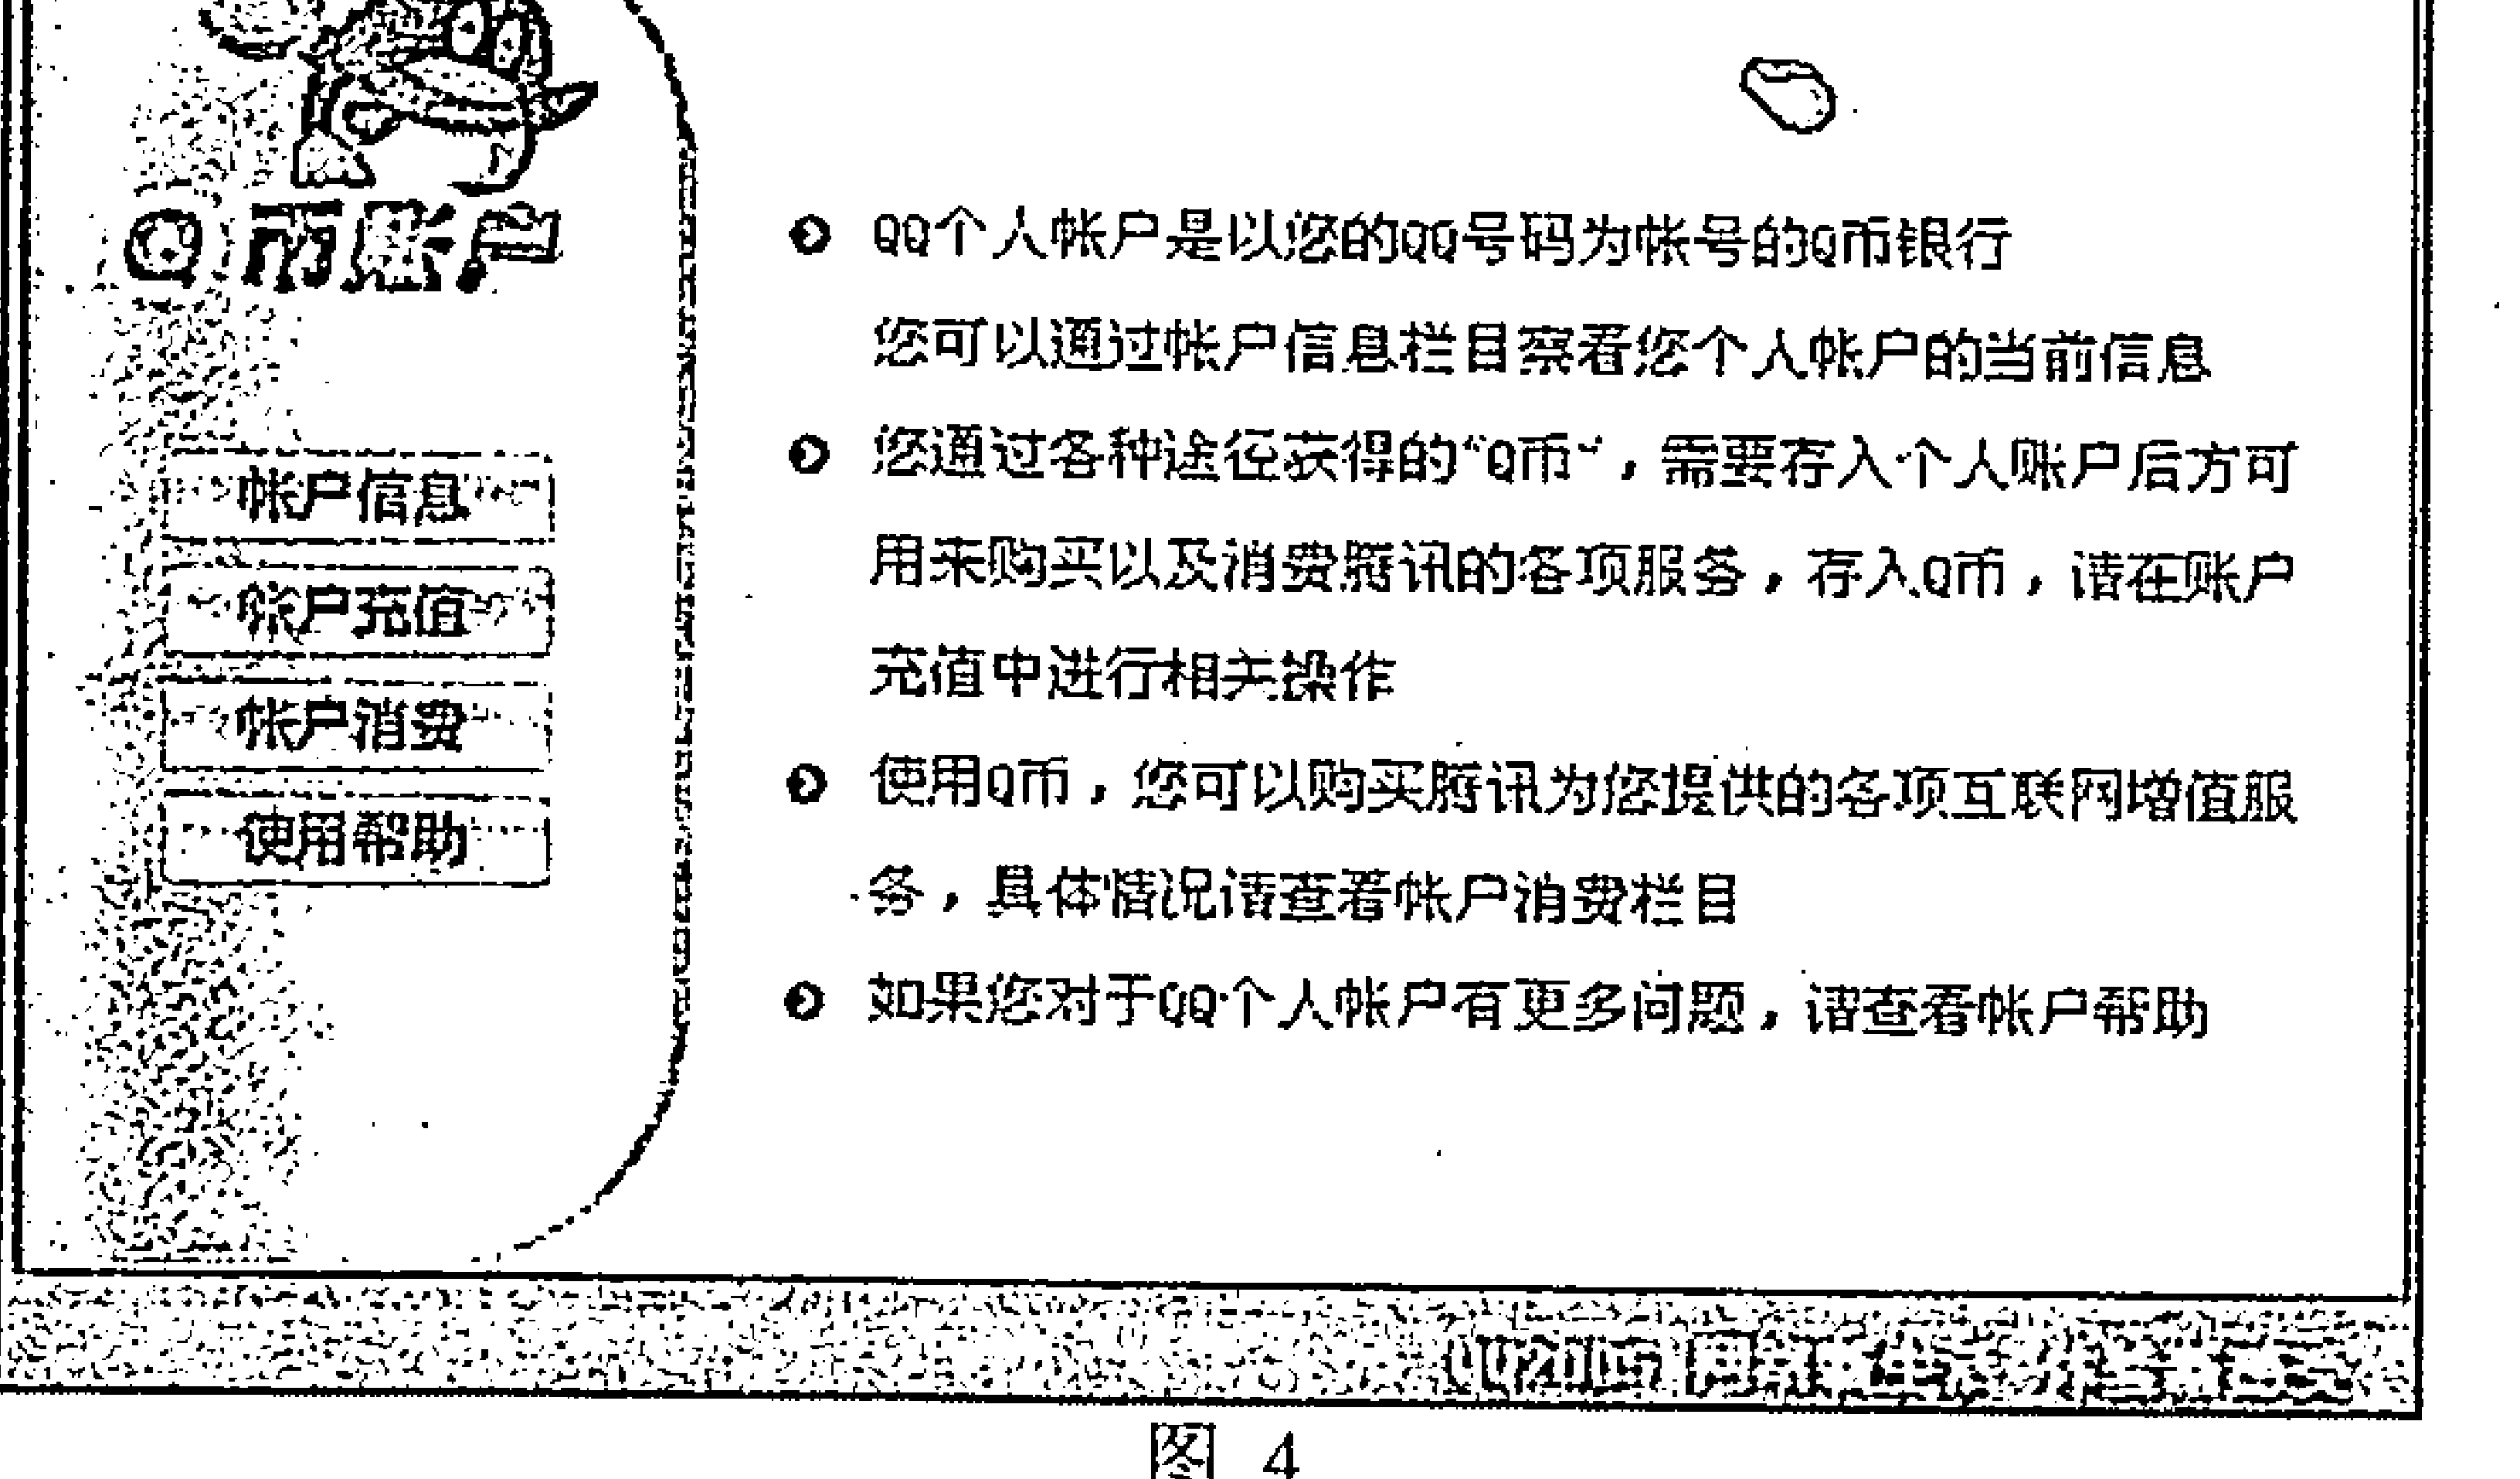 Q币账户
帐户信息
帐户充值
帐户消费
使用帮助
QQ个人帐户是以您的QQ号码为帐号的Q币银行
您可以通过帐户信息栏目察看您个人帐户的当前信息
您通过各种途径获得的“Q币”，需要存入个人账户后方可
用来购买以及消费腾讯的各项服务，存入Q币，请在账户
充值中进行相关操作
使用Q币，您可以购买腾讯为您提供的各项互联网增值服
务，具体情况请查看帐户消费栏目
如果您对于QQ个人帐户有更多问题，请查看帐户帮助
图 4